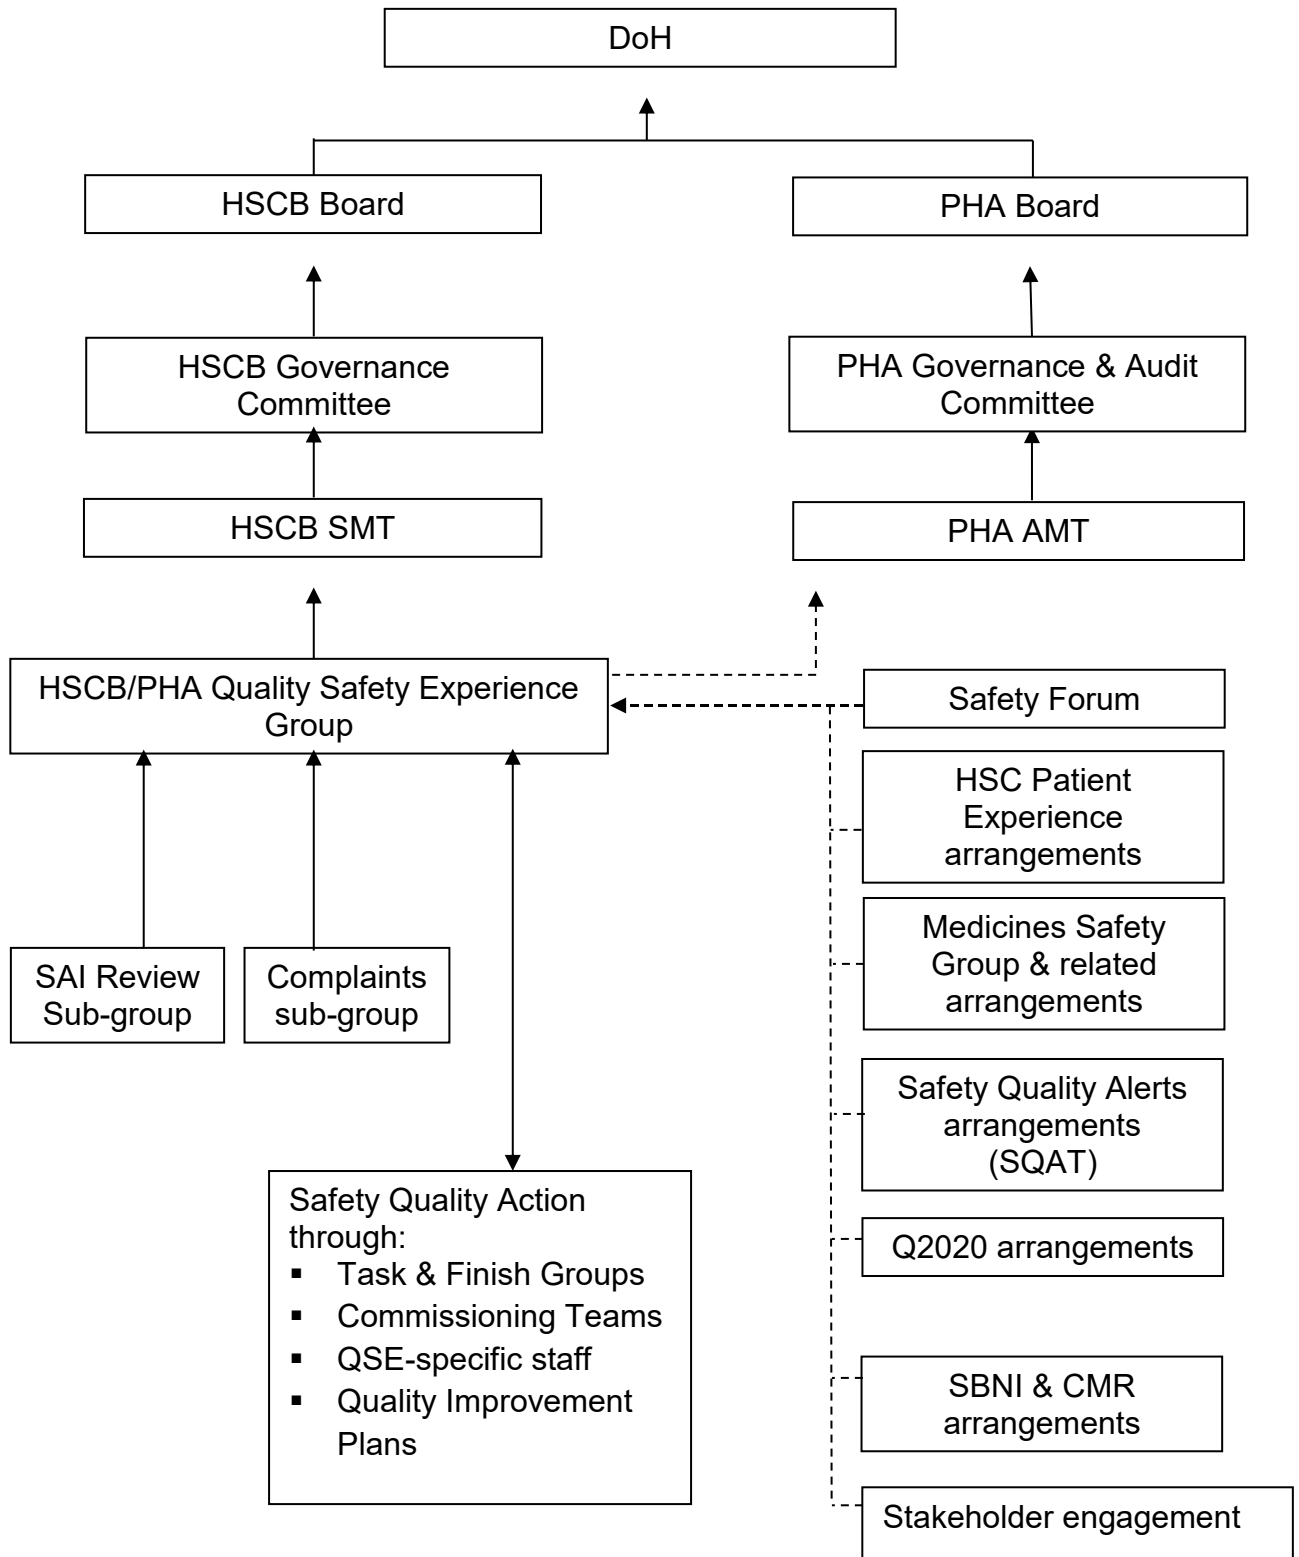 DoH
HSCB Board
PHA Board
HSCB Governance
Committee
PHA Governance & Audit
Committee
HSCB SMT
PHA AMT
HSCB/PHA Quality Safety Experience
Group
Safety Forum
HSC Patient
Experience
arrangements
Medicines Safety
Group & related
arrangements
SAI Review
Sub-group
Complaints
sub-group
Safety Quality Alerts
arrangements
(SQAT)
Safety Quality Action
through:
▪ Task & Finish Groups
▪ Commissioning Teams
▪ QSE-specific staff
▪ Quality Improvement
Plans
Q2020 arrangements
SBNI & CMR
arrangements
Stakeholder engagement